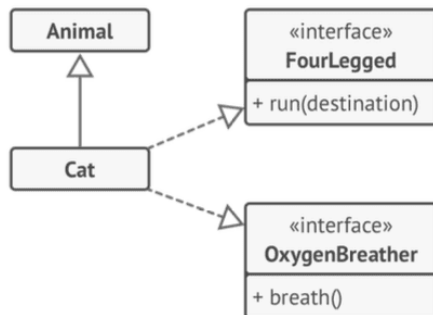 Animal
Cat
«interface»
FourLegged
+ run(destination)
«interface»
OxygenBreather
+ breath()